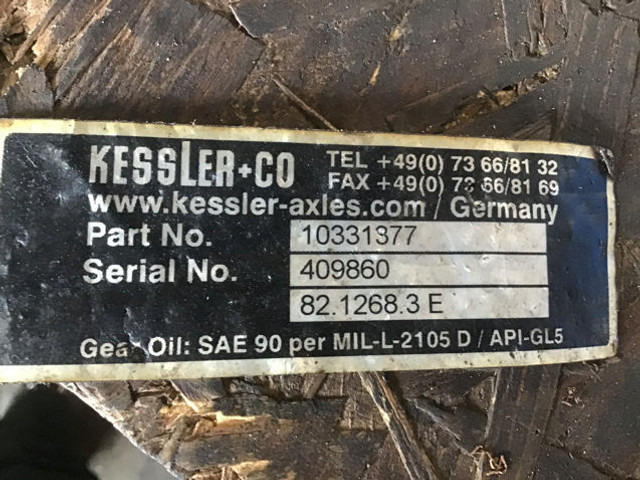 KESSLER+CO
TEL +49(0) 73 66/81 32
FAX +49(0) 73 66/81 69
www.kessler-axles.com / Germany
Part No. 10331377
Serial No. 409860
82.1268.3 E
Gear Oil: SAE 90 per MIL-L-2105 D / API-GL5